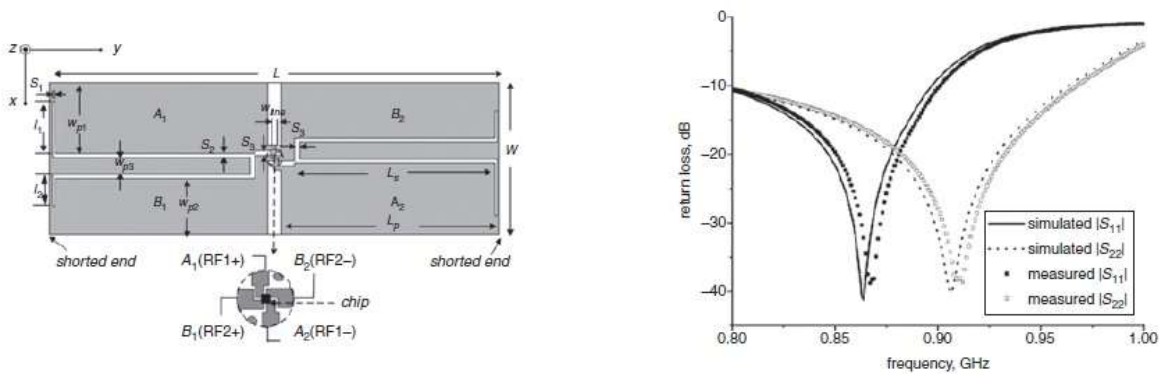 z
y
x
L
S1
A1
B2
wline
l1
wp1
S3
S2
S3
W
wp3
l2
Ls
B1
wp2
A2
Lp
shorted end
shorted end
A1(RF1+)
B2(RF2–)
chip
B1(RF2+)
A2(RF1–)
0
–10
–20
–30
–40
return loss, dB
simulated |S11|
simulated |S22|
measured |S11|
measured |S22|
0.80 0.85 0.90 0.95 1.00
frequency, GHz